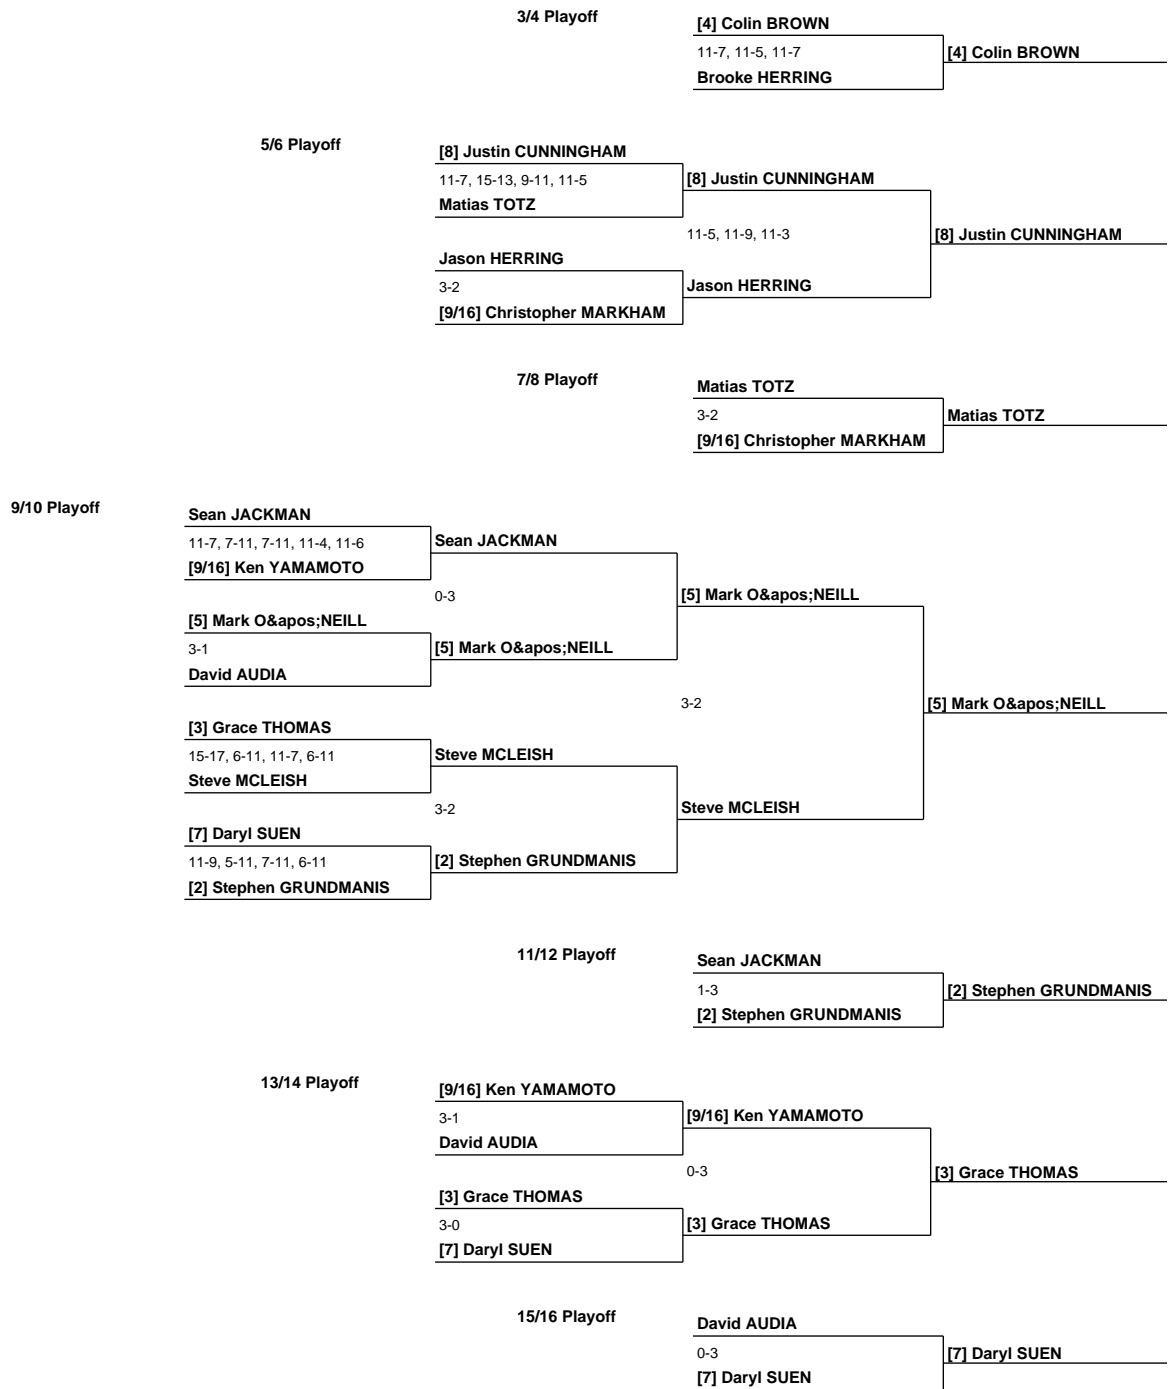 3/4 Playoff
[4] Colin BROWN
11-7, 11-5, 11-7
[4] Colin BROWN
Brooke HERRING
5/6 Playoff
[8] Justin CUNNINGHAM
11-7, 15-13, 9-11, 11-5
[8] Justin CUNNINGHAM
Matias TOTZ
11-5, 11-9, 11-3
[8] Justin CUNNINGHAM
Jason HERRING
3-2
Jason HERRING
[9/16] Christopher MARKHAM
7/8 Playoff
Matias TOTZ
3-2
Matias TOTZ
[9/16] Christopher MARKHAM
9/10 Playoff
Sean JACKMAN
11-7, 7-11, 7-11, 11-4, 11-6
Sean JACKMAN
[9/16] Ken YAMAMOTO
0-3
[5] Mark O&apos;NEILL
[5] Mark O&apos;NEILL
3-1
[5] Mark O&apos;NEILL
David AUDIA
3-2
[5] Mark O&apos;NEILL
[3] Grace THOMAS
15-17, 6-11, 11-7, 6-11
Steve MCLEISH
Steve MCLEISH
3-2
Steve MCLEISH
[7] Daryl SUEN
11-9, 5-11, 7-11, 6-11
[2] Stephen GRUNDMANIS
[2] Stephen GRUNDMANIS
11/12 Playoff
Sean JACKMAN
1-3
[2] Stephen GRUNDMANIS
[2] Stephen GRUNDMANIS
13/14 Playoff
[9/16] Ken YAMAMOTO
3-1
[9/16] Ken YAMAMOTO
David AUDIA
0-3
[3] Grace THOMAS
[3] Grace THOMAS
3-0
[3] Grace THOMAS
[7] Daryl SUEN
15/16 Playoff
David AUDIA
0-3
[7] Daryl SUEN
[7] Daryl SUEN